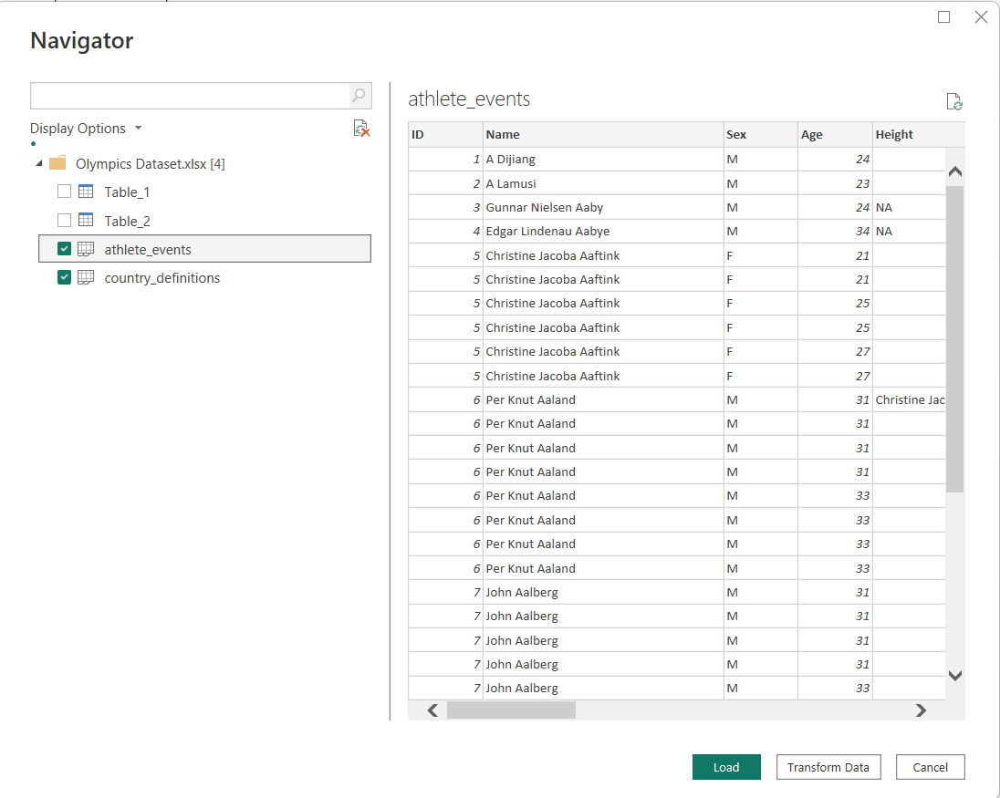 Navigator
Display Options
Olympics Dataset.xlsx [4]
Table_1
Table_2
athlete_events
country_definitions
athlete_events
ID Name Sex Age Height
1 A Dijiang M 24
2 A Lamusi M 23
3 Gunnar Nielsen Aaby M 24 NA
4 Edgar Lindenau Aabye M 34 NA
5 Christine Jacoba Aaftink F 21
5 Christine Jacoba Aaftink F 21
5 Christine Jacoba Aaftink F 25
5 Christine Jacoba Aaftink F 25
5 Christine Jacoba Aaftink F 27
5 Christine Jacoba Aaftink F 27
6 Per Knut Aaland M 31 Christine Jac
6 Per Knut Aaland M 31
6 Per Knut Aaland M 31
6 Per Knut Aaland M 31
6 Per Knut Aaland M 33
6 Per Knut Aaland M 33
6 Per Knut Aaland M 33
6 Per Knut Aaland M 33
7 John Aalberg M 31
7 John Aalberg M 31
7 John Aalberg M 31
7 John Aalberg M 31
7 John Aalberg M 33
Load Transform Data Cancel